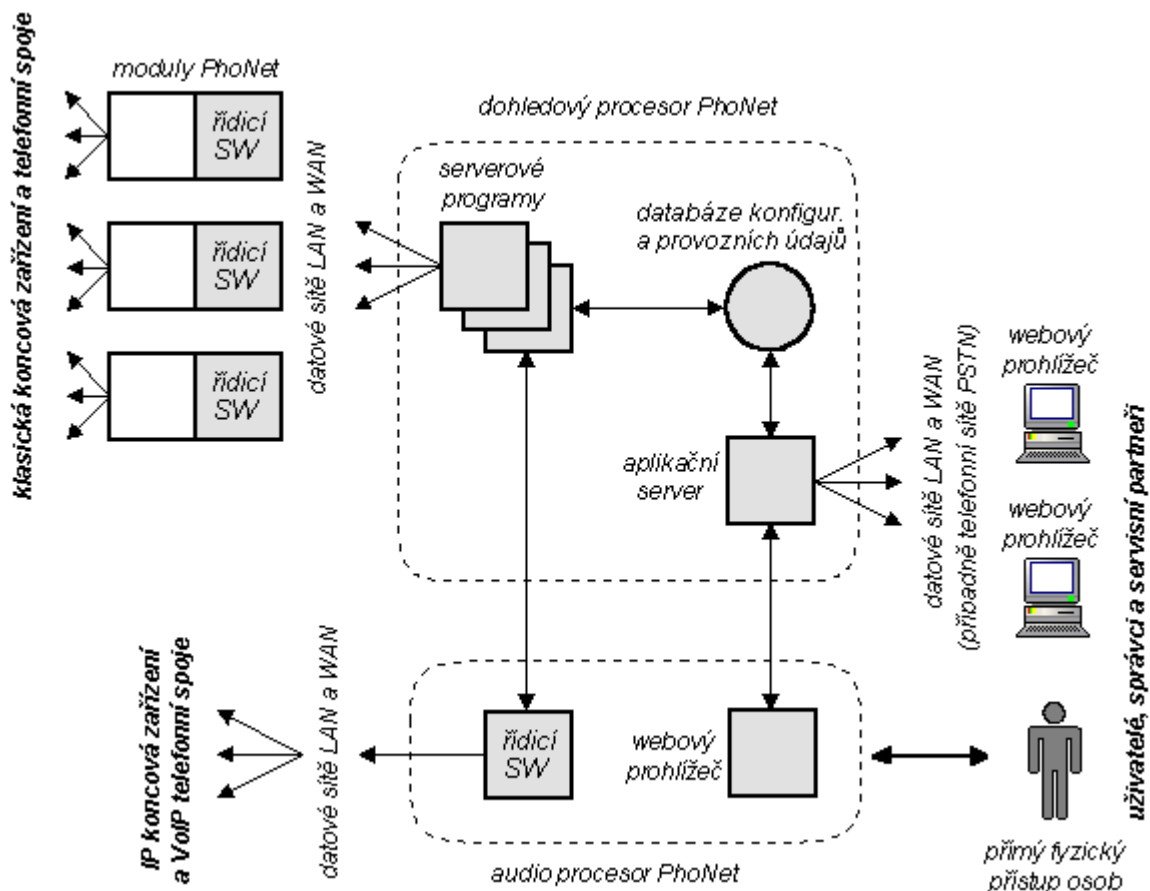 moduly PhoNet
klasická koncová zařízení a telefonní spoje
řídicí
SW
řídicí
SW
řídicí
SW
datové sítě LAN a WAN
dohledový procesor PhoNet
serverové
programy
databáze konfigur.
a provozních údajů
aplikační
server
datové sítě LAN a WAN
(případně telefonní sítě PSTN)
webový
prohlížeč
webový
prohlížeč
uživatelé, správci a servisní partneři
IP koncová zařízení
a VoIP telefonní spoje
datové sítě LAN a WAN
řídicí
SW
webový
prohlížeč
audio procesor PhoNet
přímý fyzický
přístup osob